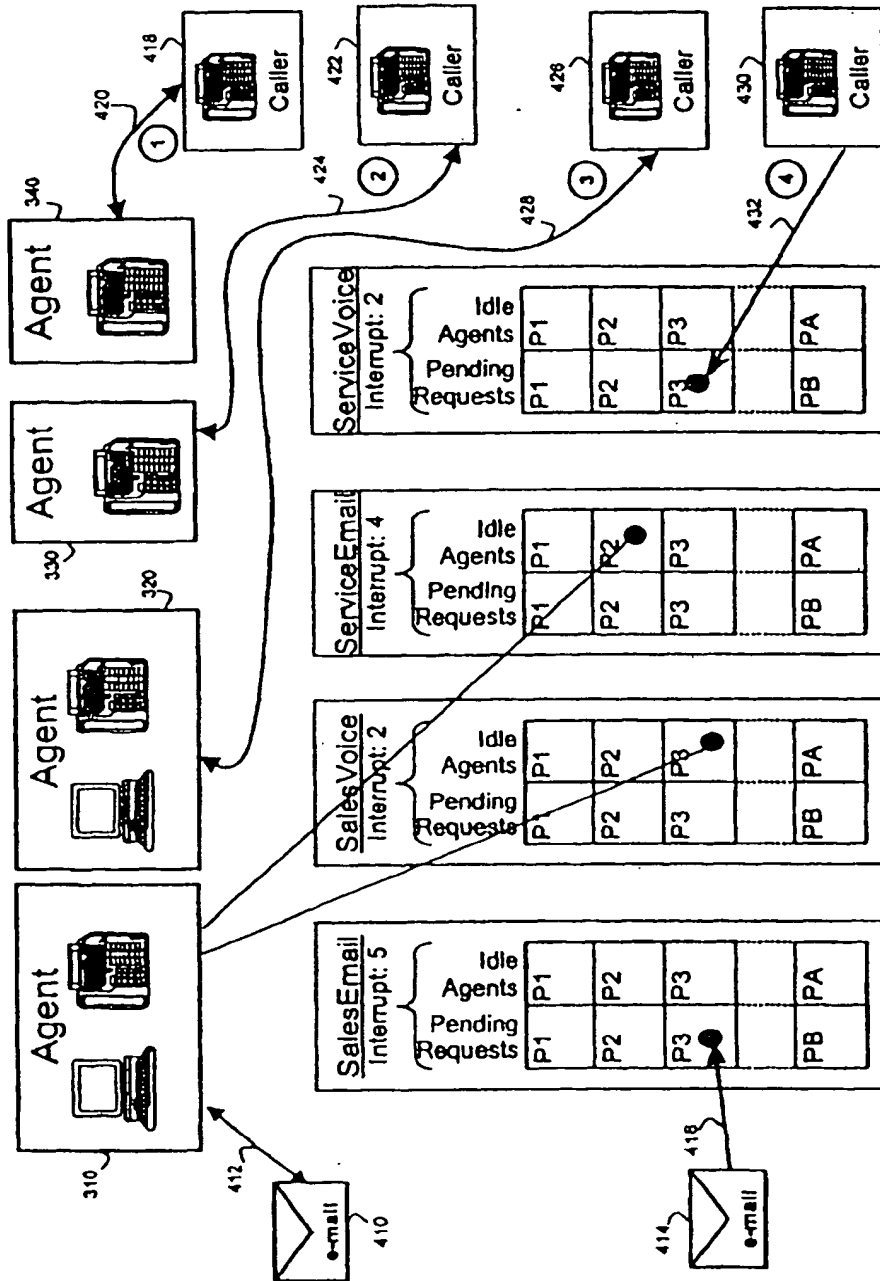 310
Agent
320
Agent
330
Agent
340
Agent
412
e-mail
410
414
e-mail
418
SalesEmail
Interrupt: 5
Pending Requests
Idle Agents
P1
P1
P2
P2
P3
P3
PB
PA
SalesVoice
Interrupt: 2
Pending Requests
Idle Agents
P
P1
P2
P2
P3
P3
PB
PA
ServiceEmail
Interrupt: 4
Pending Requests
Idle Agents
P1
P1
P2
P2
P3
P3
PB
PA
ServiceVoice
Interrupt: 2
Pending Requests
Idle Agents
P1
P1
P2
P2
P3
P3
PB
PA
420
1
418
Caller
424
2
422
Caller
428
3
426
Caller
432
4
430
Caller